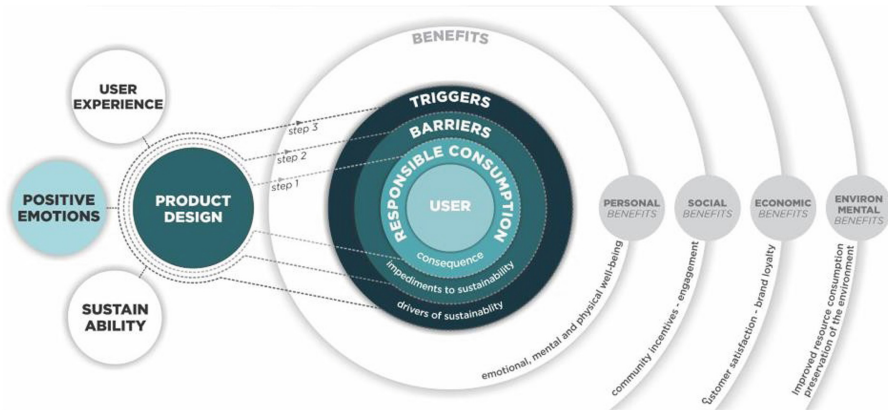 USER
EXPERIENCE
POSITIVE
EMOTIONS
SUSTAIN
ABILITY
PRODUCT
DESIGN
step 3
step 2
step 1
BENEFITS
TRIGGERS
BARRIERS
RESPONSIBLE CONSUMPTION
USER
consequence
impediments to sustainability
drivers of sustainablity
PERSONAL
BENEFITS
SOCIAL
BENEFITS
ECONOMIC
BENEFITS
ENVIRON
MENTAL
BENEFITS
emotional, mental and physical well-being
community incentives - engagement
customer satisfaction - brand loyalty
Improved resource consumption
preservation of the environment